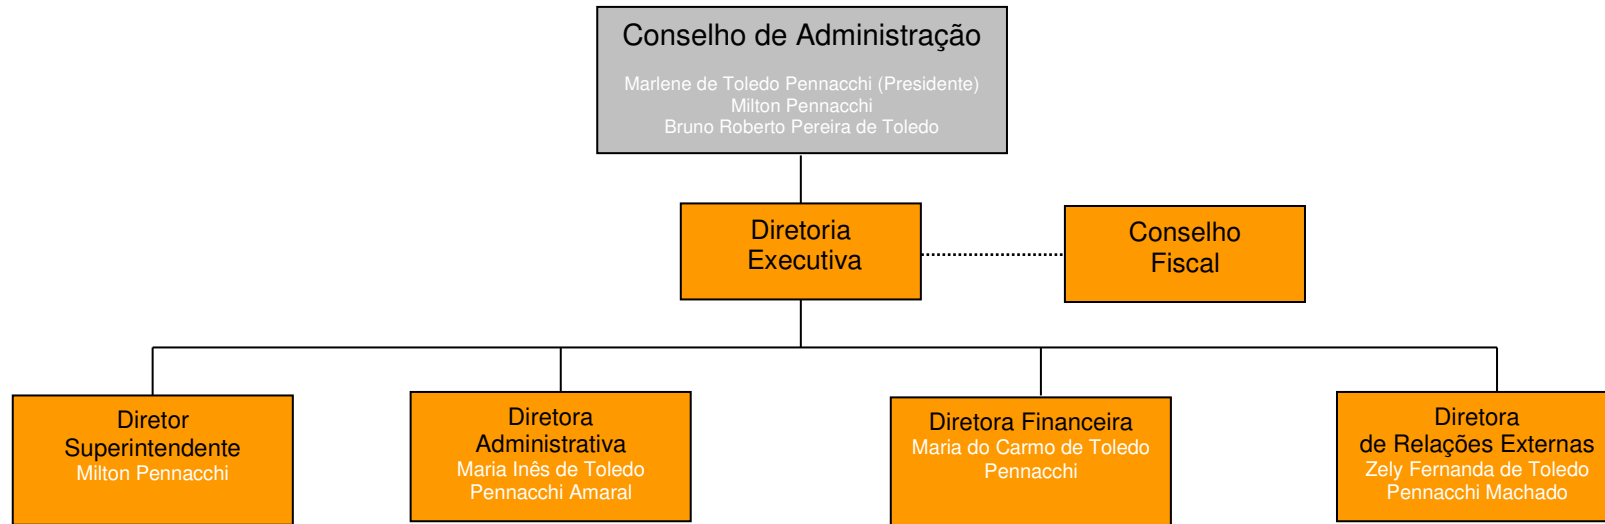 Conselho de Administração
Marlene de Toledo Pennacchi (Presidente)
Milton Pennacchi
Bruno Roberto Pereira de Toledo
Diretoria
Executiva
Conselho
Fiscal
Diretor
Superintendente
Milton Pennacchi
Diretora
Administrativa
Maria Inês de Toledo
Pennacchi Amaral
Diretora Financeira
Maria do Carmo de Toledo
Pennacchi
Diretora
de Relações Externas
Zely Fernanda de Toledo
Pennacchi Machado